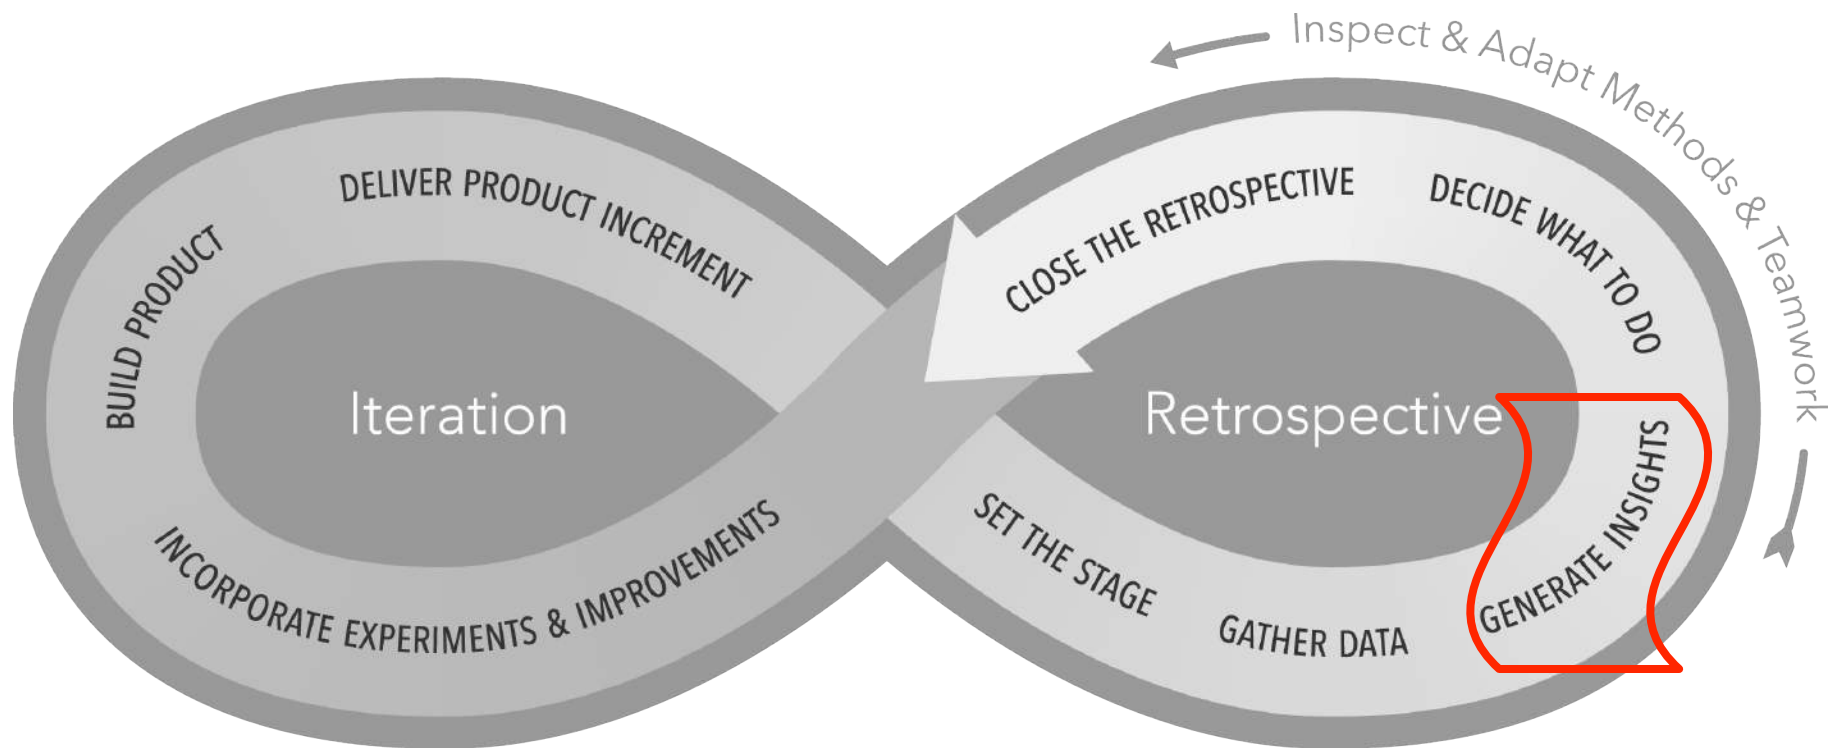 Inspect & Adapt Methods & Teamwork
DELIVER PRODUCT INCREMENT
BUILD PRODUCT
INCORPORATE EXPERIMENTS & IMPROVEMENTS
Iteration
CLOSE THE RETROSPECTIVE
DECIDE WHAT TO DO
Retrospective
GENERATE INSIGHTS
SET THE STAGE
GATHER DATA